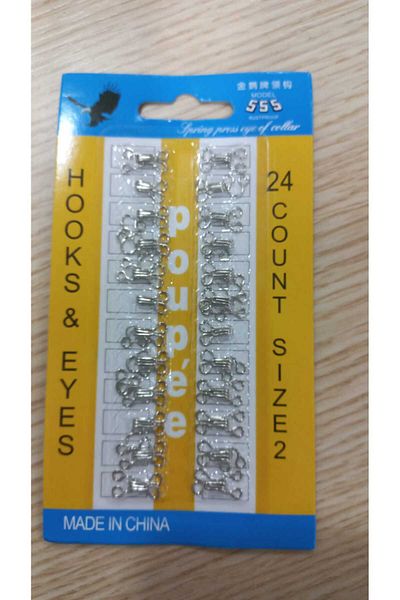 金鹰牌领钩
MODEL
555
RUSTPROOF
Spring press eye of collar
HOOKS & EYES
poupée
24 COUNT SIZE 2
MADE IN CHINA